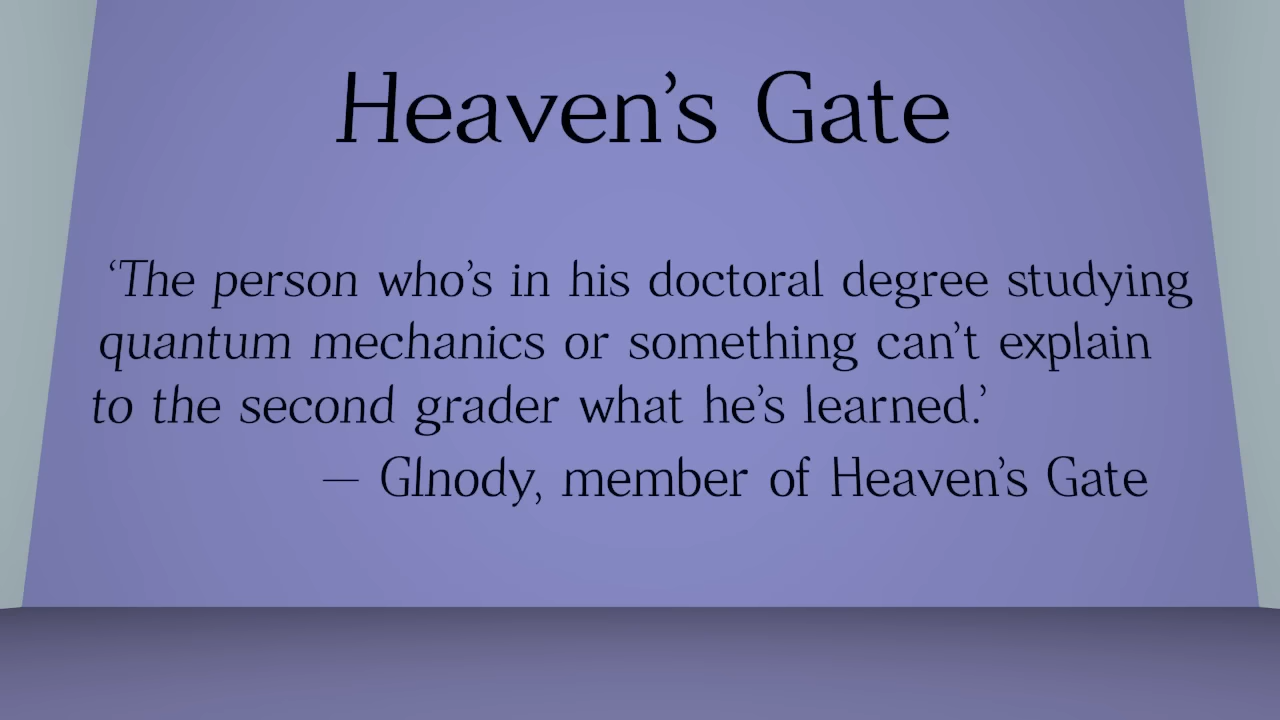 Heaven’s Gate
‘The person who’s in his doctoral degree studying
quantum mechanics or something can’t explain
to the second grader what he’s learned.’
— Glnody, member of Heaven’s Gate